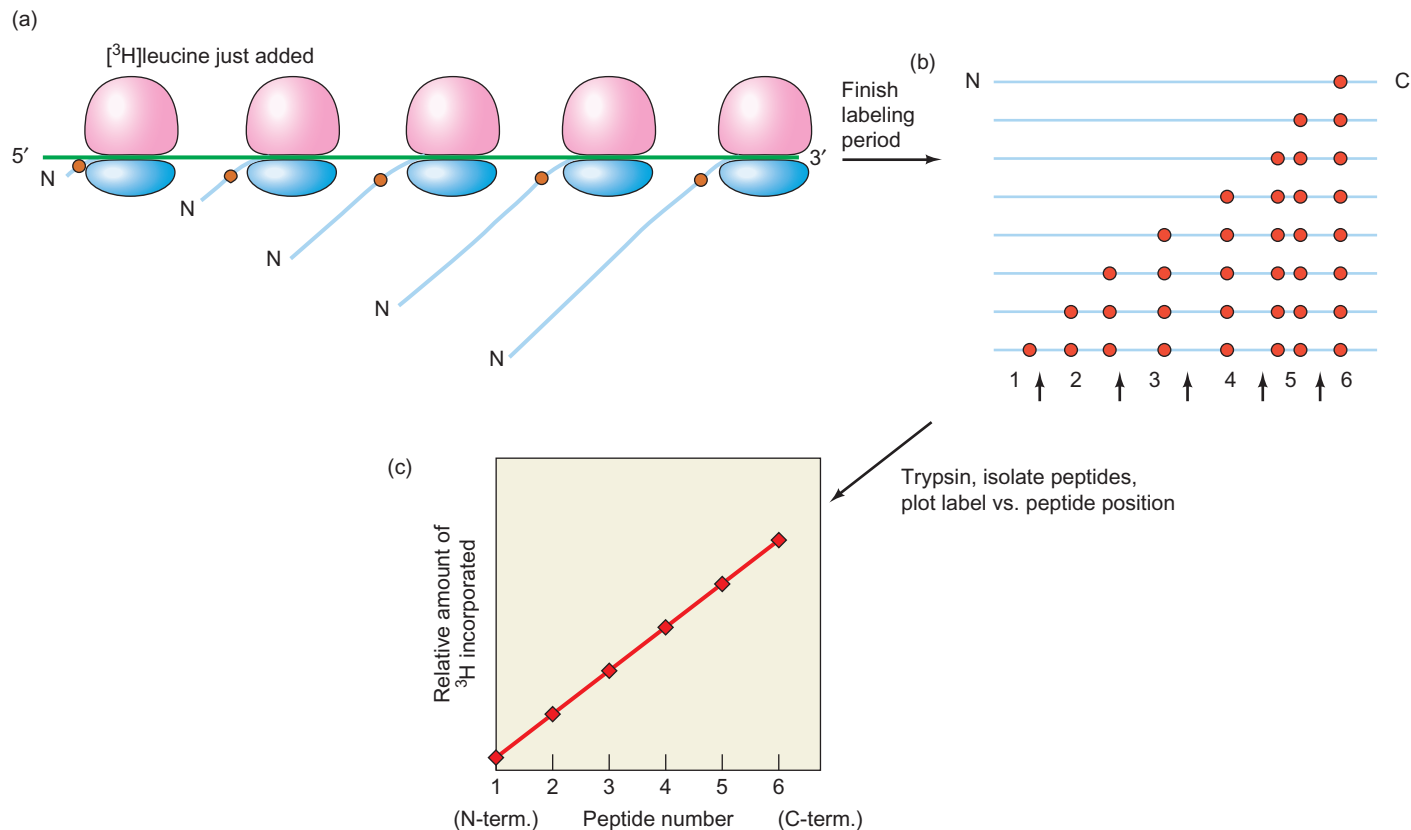 (a)
[³H]leucine just added
5′
N
N
N
N
N
3′
Finish
labeling
period
(b)
N
C
1 2 3 4 5 6
Trypsin, isolate peptides,
plot label vs. peptide position
(c)
Relative amount of
³H incorporated
1 2 3 4 5 6
(N-term.) Peptide number (C-term.)